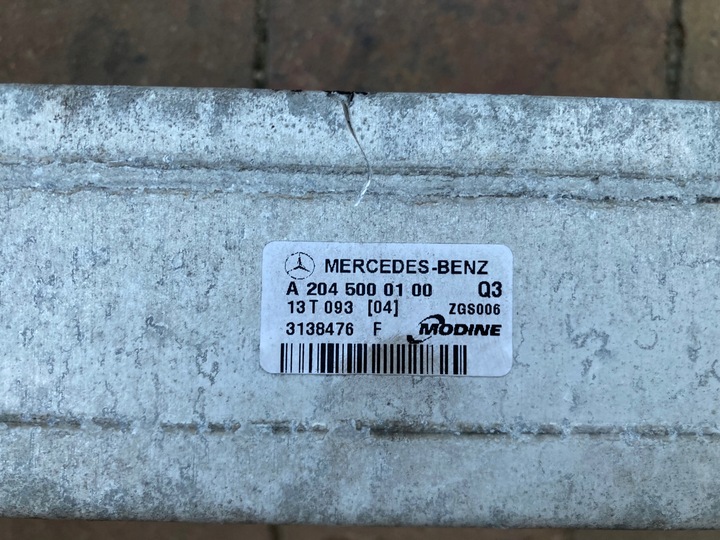 MERCEDES-BENZ
A 204 500 01 00 Q3
13 T 093 [04] ZGS006
3138476 F MODINE